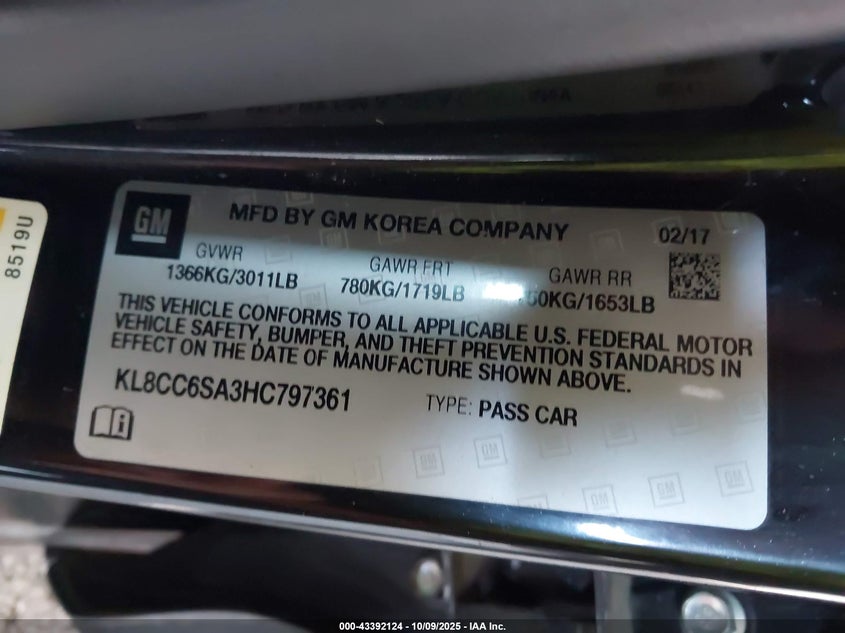 8519U
GM
MFD BY GM KOREA COMPANY
02/17
GVWR
1366KG/3011LB
GAWR FRT
780KG/1719LB
GAWR RR
50KG/1653LB
THIS VEHICLE CONFORMS TO ALL APPLICABLE U.S. FEDERAL MOTOR
VEHICLE SAFETY, BUMPER, AND THEFT PREVENTION STANDARDS IN
EFFECT ON THE DATE OF MANUFACTURE SHOWN ABOVE.
KL8CC6SA3HC797361
TYPE: PASS CAR
000-43392124 - 10/09/2025 - IAA Inc.